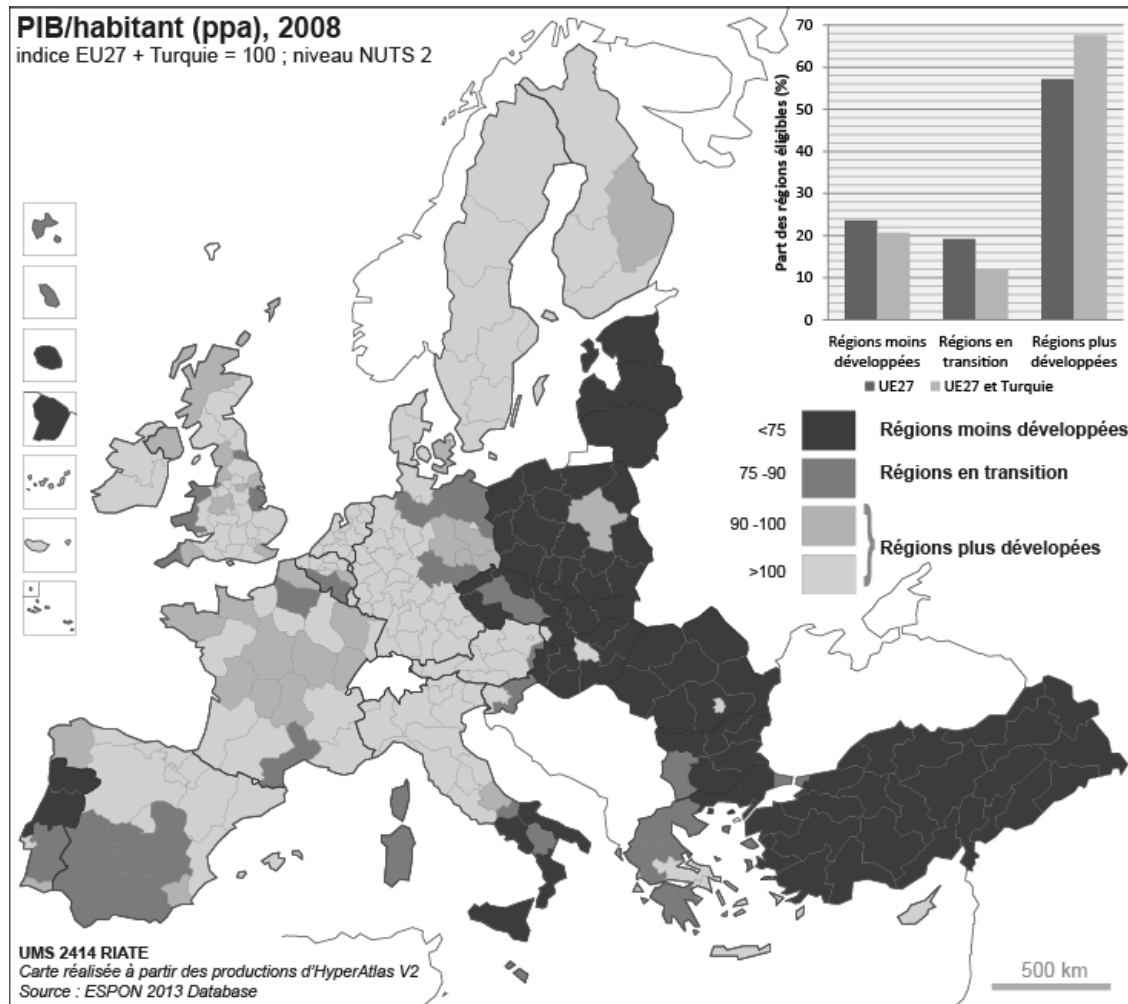 PIB/habitant (ppa), 2008
indice EU27 + Turquie = 100 ; niveau NUTS 2
70
60
50
40
30
20
10
0
Part des régions éligibles (%)
Régions moins développées
Régions en transition
Régions plus développées
UE27
UE27 et Turquie
<75 Régions moins développées
75 -90 Régions en transition
90 -100
Régions plus dévelopées
>100
UMS 2414 RIATE
Carte réalisée à partir des productions d'HyperAtlas V2
Source : ESPON 2013 Database
500 km